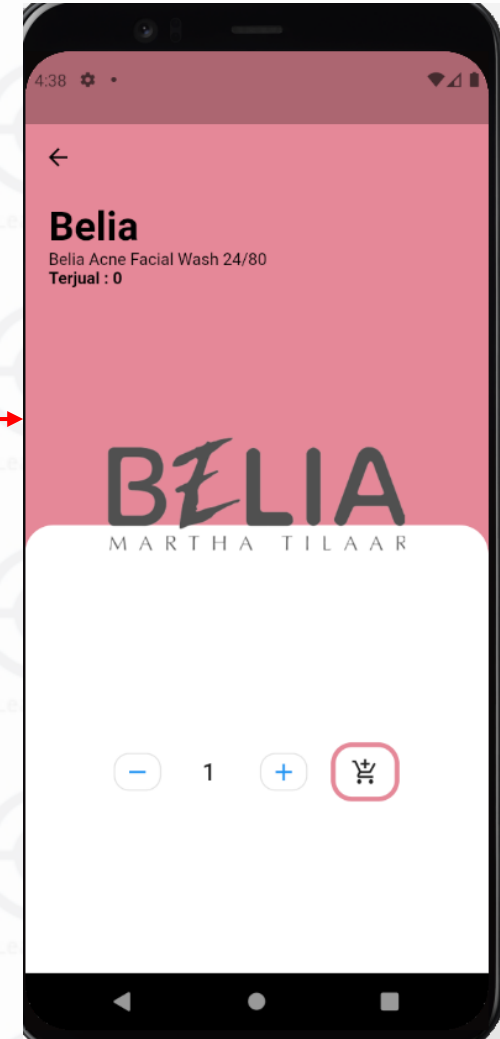 4:38
Belia
Belia Acne Facial Wash 24/80
Terjual : 0
BELIA
MARTHA TILAAR
1